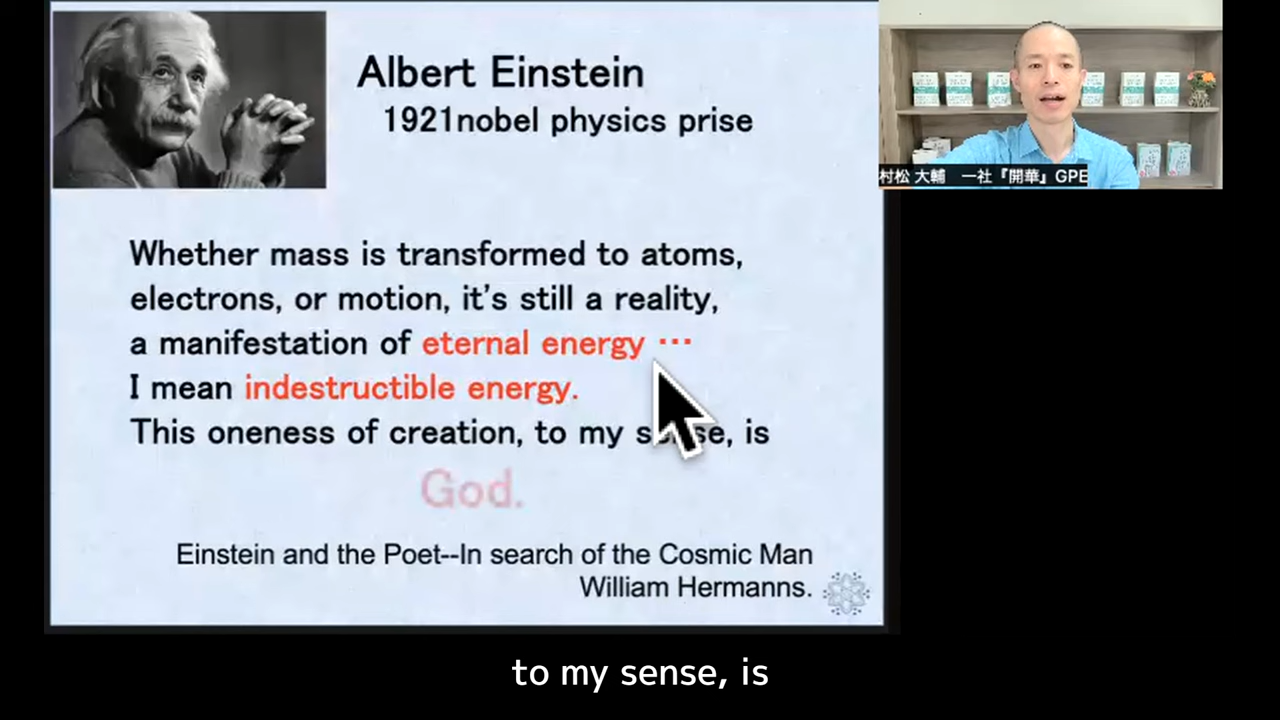 Albert Einstein
1921nobel physics prise
村松 大輔 一社『開華』GPE
Whether mass is transformed to atoms,
electrons, or motion, it's still a reality,
a manifestation of eternal energy ⋯
I mean indestructible energy.
This oneness of creation, to my sense, is
God.
Einstein and the Poet--In search of the Cosmic Man
William Hermanns.
to my sense, is